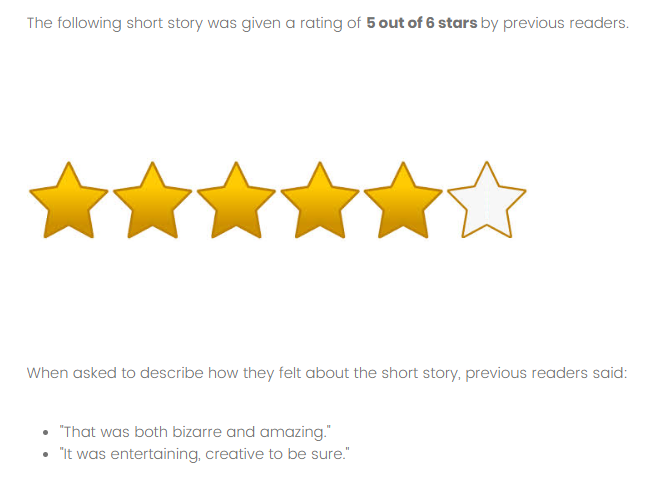 The following short story was given a rating of 5 out of 6 stars by previous readers.
When asked to describe how they felt about the short story, previous readers said:
• "That was both bizarre and amazing."
• "It was entertaining, creative to be sure."